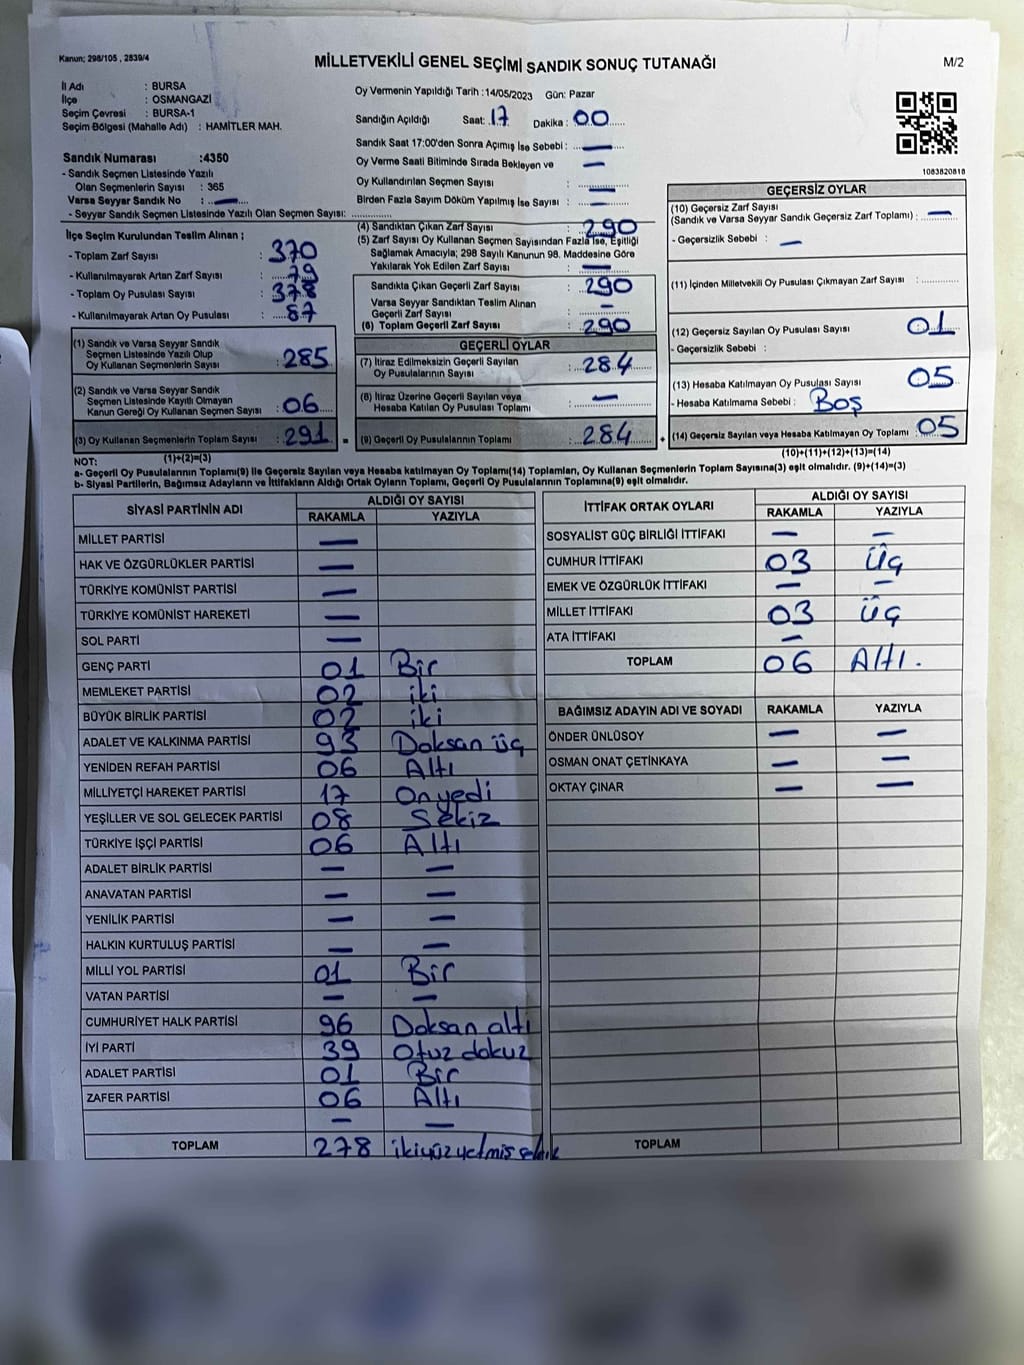 Kanun; 298/105 , 2839/4
MİLLETVEKİLİ GENEL SEÇİMİ SANDIK SONUÇ TUTANAĞI
M/2
İl Adı : BURSA
İlçe : OSMANGAZİ
Seçim Çevresi : BURSA-1
Seçim Bölgesi (Mahalle Adı) : HAMİTLER MAH.
Sandık Numarası :4350
- Sandık Seçmen Listesinde Yazılı
Olan Seçmenlerin Sayısı : 365
Varsa Seyyar Sandık No : —
- Seyyar Sandık Seçmen Listesinde Yazılı Olan Seçmen Sayısı:
Oy Vermenin Yapıldığı Tarih :14/05/2023 Gün: Pazar
Sandığın Açıldığı Saat: 17 Dakika : 00
Sandık Saat 17:00'den Sonra Açımış İse Sebebi : —
Oy Verme Saati Bitiminde Sırada Bekleyen ve —
Oy Kullandırılan Seçmen Sayısı : —
Birden Fazla Sayım Döküm Yapılmış İse Sayısı : —
1083820818
İlçe Seçim Kurulundan Teslim Alınan ;
- Toplam Zarf Sayısı : 370
- Kullanılmayarak Artan Zarf Sayısı : 79
- Toplam Oy Pusulası Sayısı : 378
- Kullanılmayarak Artan Oy Pusulası : 87
(1) Sandık ve Varsa Seyyar Sandık
Seçmen Listesinde Yazılı Olup
Oy Kullanan Seçmenlerin Sayısı : 285
(2) Sandık ve Varsa Seyyar Sandık
Seçmen Listesinde Kayıtlı Olmayan
Kanun Gereği Oy Kullanan Seçmen Sayısı : 06
(3) Oy Kullanan Seçmenlerin Toplam Sayısı : 291
(4) Sandıktan Çıkan Zarf Sayısı : 290
(5) Zarf Sayısı Oy Kullanan Seçmen Sayısından Fazla İse, Eşitliği
Sağlamak Amacıyla; 298 Sayılı Kanunun 98. Maddesine Göre
Yakılarak Yok Edilen Zarf Sayısı : —
Sandıkta Çıkan Geçerli Zarf Sayısı : 290
Varsa Seyyar Sandıktan Teslim Alınan —
Geçerli Zarf Sayısı :
(6) Toplam Geçerli Zarf Sayısı : 290
GEÇERLİ OYLAR
(7) İtiraz Edilmeksizin Geçerli Sayılan
Oy Pusulalarının Sayısı : 284
(8) İtiraz Üzerine Geçerli Sayılan veya —
Hesaba Katılan Oy Pusulası Toplamı :
= (9) Geçerli Oy Pusulalarının Toplamı : 284
GEÇERSİZ OYLAR
(10) Geçersiz Zarf Sayısı
(Sandık ve Varsa Seyyar Sandık Geçersiz Zarf Toplamı) : —
- Geçersizlik Sebebi : —
(11) İçinden Milletvekili Oy Pusulası Çıkmayan Zarf Sayısı :
(12) Geçersiz Sayılan Oy Pusulası Sayısı 01
- Geçersizlik Sebebi :
(13) Hesaba Katılmayan Oy Pusulası Sayısı 05
- Hesaba Katılmama Sebebi : Boş
+ (14) Geçersiz Sayılan veya Hesaba Katılmayan Oy Toplamı : 05
NOT: (1)+(2)=(3) (10)+(11)+(12)+(13)=(14)
a- Geçerli Oy Pusulalarının Toplamı(9) ile Geçersiz Sayılan veya Hesaba katılmayan Oy Toplamı(14) Toplamları, Oy Kullanan Seçmenlerin Toplam Sayısına(3) eşit olmalıdır. (9)+(14)=(3)
b- Siyasi Partilerin, Bağımsız Adayların ve İttifakların Aldığı Ortak Oyların Toplamı, Geçerli Oy Pusulalarının Toplamına(9) eşit olmalıdır.
SİYASİ PARTİNİN ADI ALDIĞI OY SAYISI
RAKAMLA YAZIYLA
MİLLET PARTİSİ —
HAK VE ÖZGÜRLÜKLER PARTİSİ —
TÜRKİYE KOMÜNİST PARTİSİ —
TÜRKİYE KOMÜNİST HAREKETİ —
SOL PARTİ —
GENÇ PARTİ 01 Bir
MEMLEKET PARTİSİ 02 iki
BÜYÜK BİRLİK PARTİSİ 02 iki
ADALET VE KALKINMA PARTİSİ 93 Doksan üç
YENİDEN REFAH PARTİSİ 06 Altı
MİLLİYETÇİ HAREKET PARTİSİ 17 Onyedi
YEŞİLLER VE SOL GELECEK PARTİSİ 08 Sekiz
TÜRKİYE İŞÇİ PARTİSİ 06 Altı
ADALET BİRLİK PARTİSİ — —
ANAVATAN PARTİSİ — —
YENİLİK PARTİSİ — —
HALKIN KURTULUŞ PARTİSİ — —
MİLLİ YOL PARTİSİ 01 Bir
VATAN PARTİSİ — —
CUMHURİYET HALK PARTİSİ 96 Doksan altı
İYİ PARTİ 39 Otuz dokuz
ADALET PARTİSİ 01 Bir
ZAFER PARTİSİ 06 Altı
— —
TOPLAM 278 ikiyüzyetmiş sekiz
İTTİFAK ORTAK OYLARI ALDIĞI OY SAYISI
RAKAMLA YAZIYLA
SOSYALİST GÜÇ BİRLİĞİ İTTİFAKI — —
CUMHUR İTTİFAKI 03 Üç
EMEK VE ÖZGÜRLÜK İTTİFAKI — —
MİLLET İTTİFAKI 03 üç
ATA İTTİFAKI —
TOPLAM 06 Altı.
BAĞIMSIZ ADAYIN ADI VE SOYADI RAKAMLA YAZIYLA
ÖNDER ÜNLÜSOY — —
OSMAN ONAT ÇETİNKAYA — —
OKTAY ÇINAR — —
TOPLAM